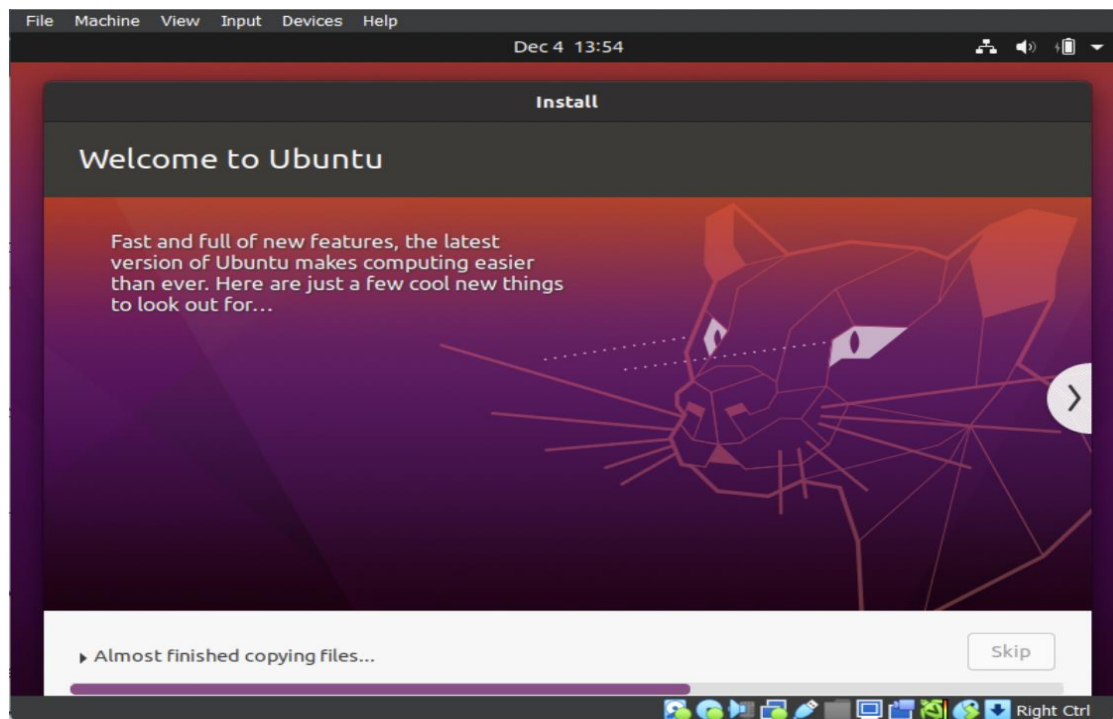 File Machine View Input Devices Help
Dec 4 13:54
Install
Welcome to Ubuntu
Fast and full of new features, the latest
version of Ubuntu makes computing easier
than ever. Here are just a few cool new things
to look out for...
Almost finished copying files...
Skip
Right Ctrl